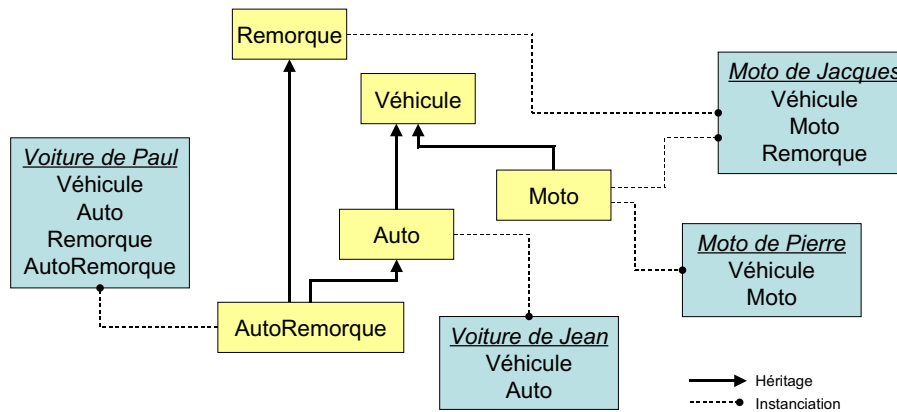 Remorque
Véhicule
Moto de Jacques
Véhicule
Moto
Remorque
Voiture de Paul
Véhicule
Auto
Remorque
AutoRemorque
Moto
Auto
Moto de Pierre
Véhicule
Moto
AutoRemorque
Voiture de Jean
Véhicule
Auto
Héritage
Instanciation